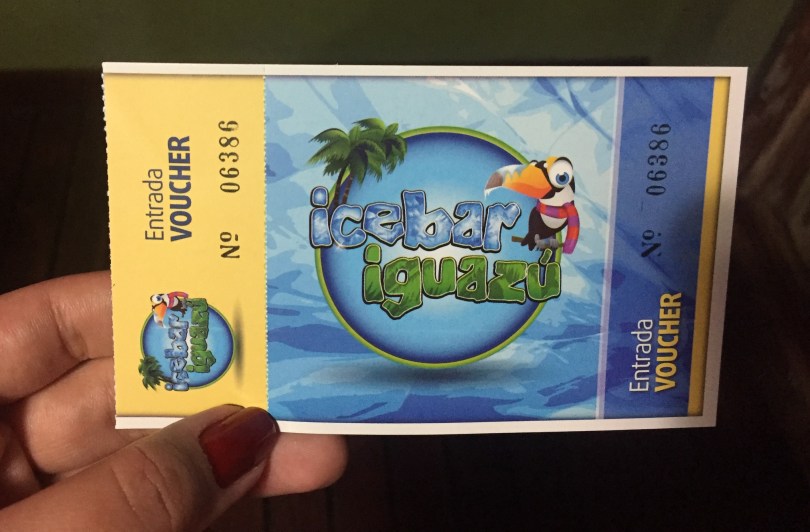 Entrada
VOUCHER
Nº 06386
icebar
iguazú
icebar
iguazú
Entrada
VOUCHER
Nº 06386